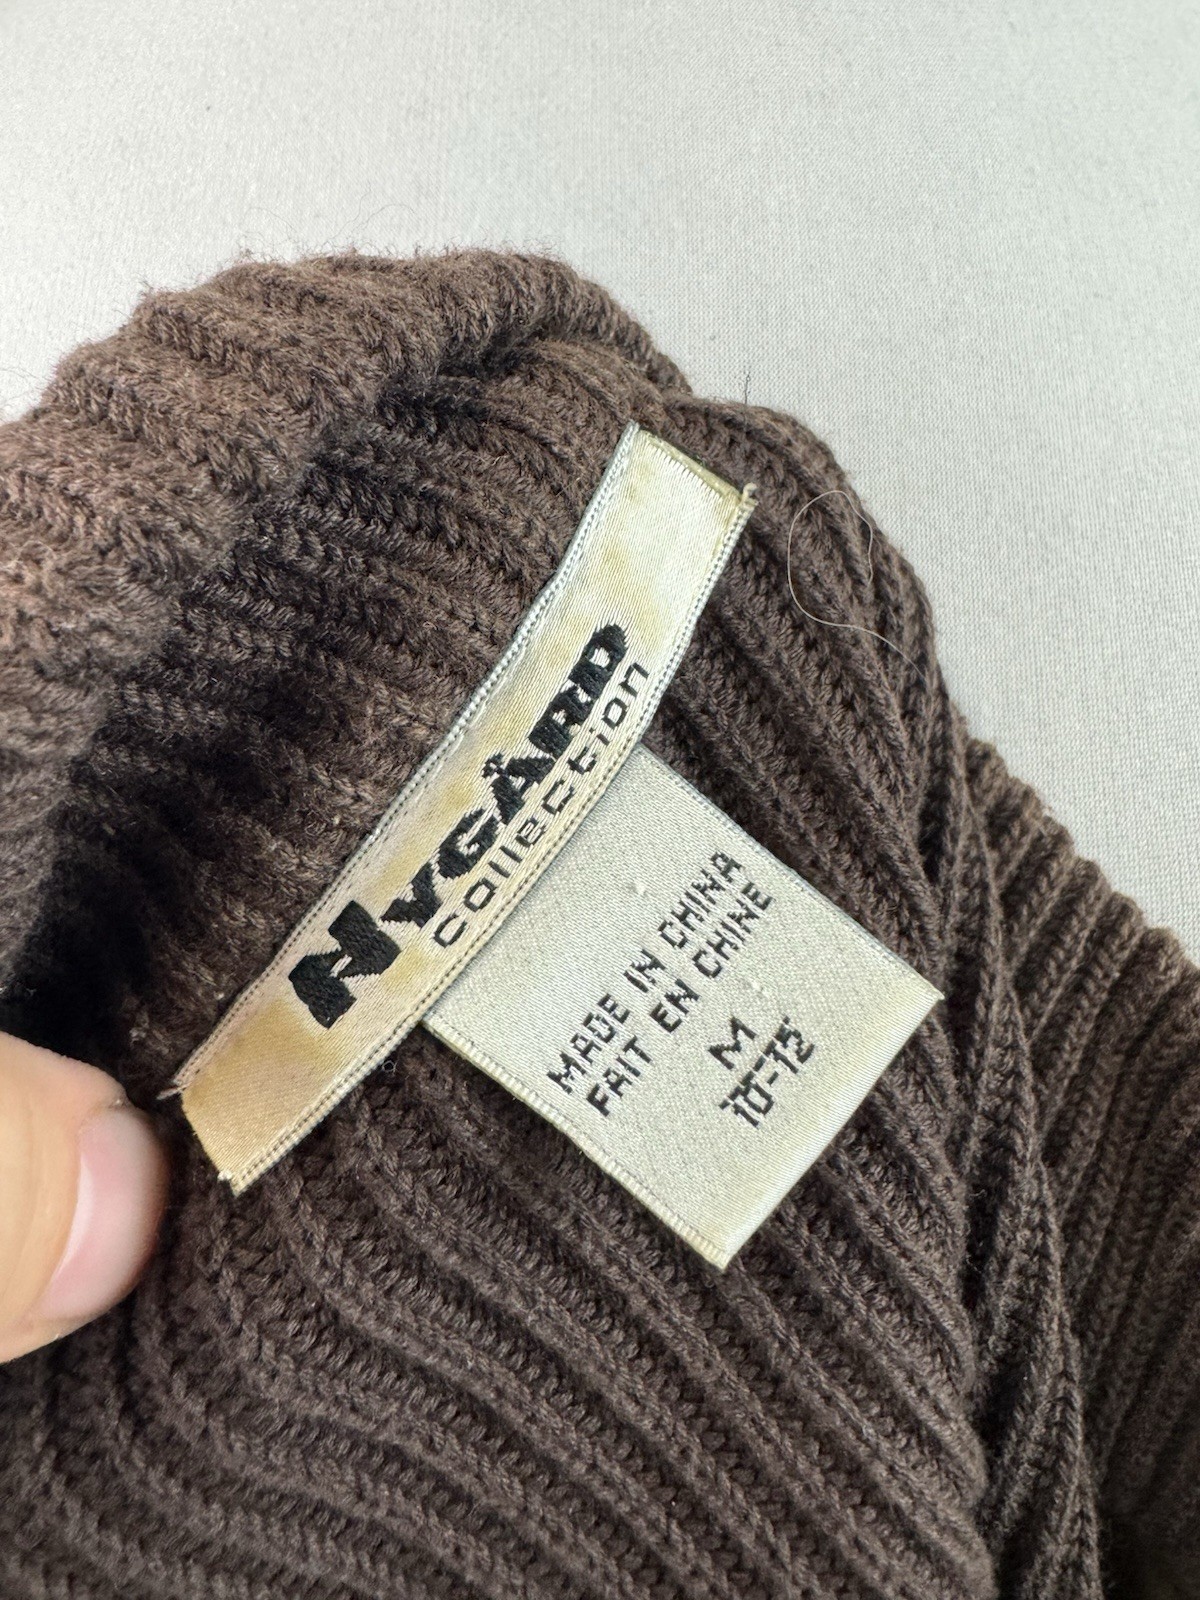 NYGÅRD
Collection
MADE IN CHINA
FAIT EN CHINE
M
10-12